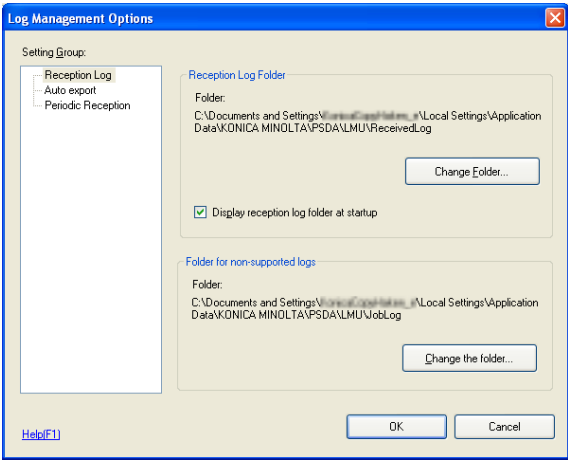 Log Management Options
Setting Group:
Reception Log
Auto export
Periodic Reception
Reception Log Folder
Folder:
C:\Documents and Settings\ \Local Settings\Application
Data\KONICA MINOLTA\PSDA\LMU\ReceivedLog
Change Folder...
Display reception log folder at startup
Folder for non-supported logs
Folder:
C:\Documents and Settings\ \Local Settings\Application
Data\KONICA MINOLTA\PSDA\LMU\JobLog
Change the folder...
Help(F1)
OK
Cancel